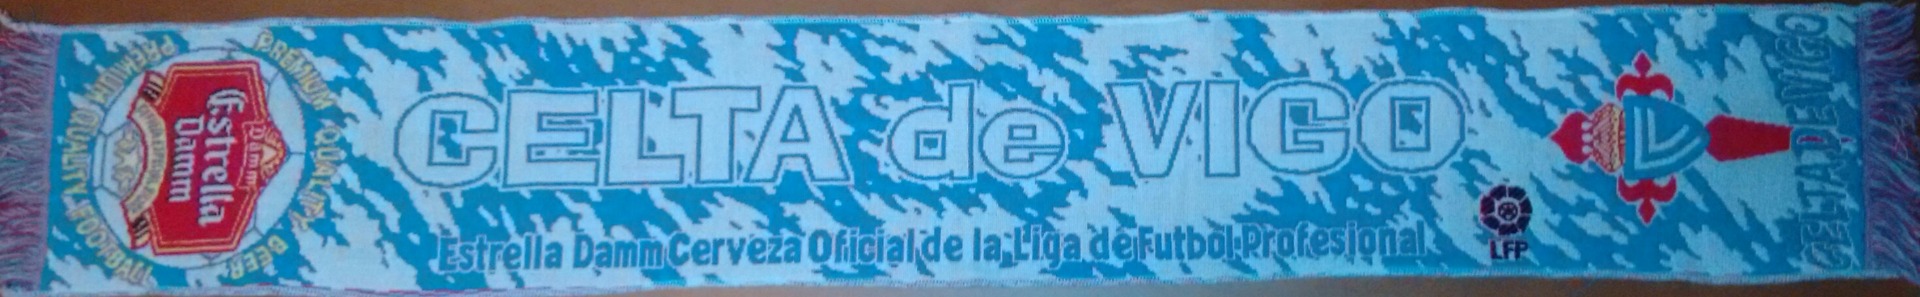 PREMIUM QUALITY BEER
PREMIUM QUALITY FOOTBALL
Damm
Estrella
Damm
CELTA de VIGO
Estrella Damm Cerveza Oficial de la Liga de Futbol Profesional
LFP
CELTA DE VIGO